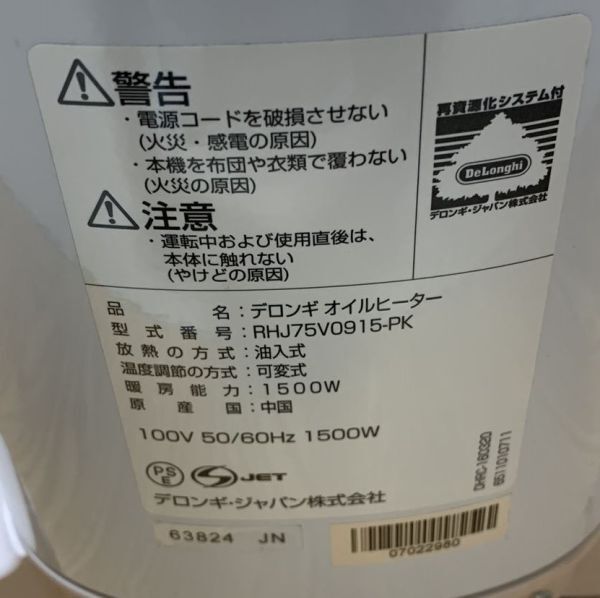 警告
・電源コードを破損させない
(火災・感電の原因)
・本機を布団や衣類で覆わない
(火災の原因)
注意
・運転中および使用直後は、
本体に触れない
(やけどの原因)
再資源化システム付
DeLonghi
デロンギ・ジャパン株式会社
品名：デロンギ オイルヒーター
型式番号：RHJ75V0915-PK
放熱の方式：油入式
温度調節の方式：可変式
暖房能力：1500W
原産国：中国
100V 50/60Hz 1500W
PS
E
JET
デロンギ・ジャパン株式会社
DHRC-160320
6511010711
63824 JN
07022980